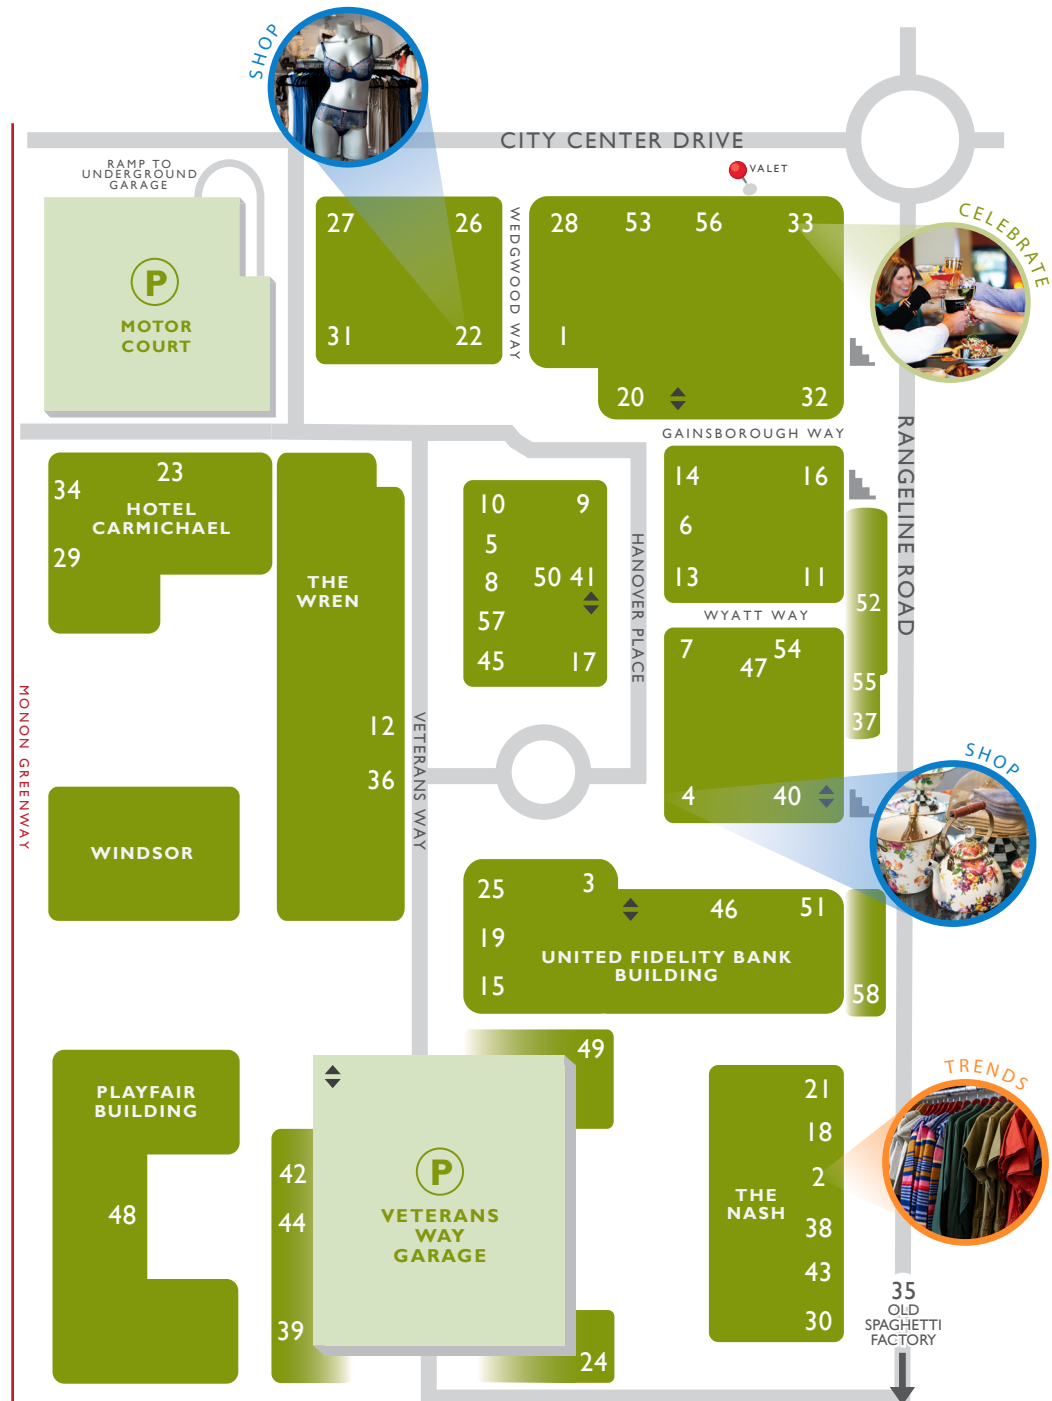 SHOP
CITY CENTER DRIVE
RAMP TO
UNDERGROUND
GARAGE
VALET
P
MOTOR
COURT
27
26
31
22
WEDGWOOD WAY
28
53
56
33
1
20
32
CELEBRATE
GAINSBOROUGH WAY
RANGELINE ROAD
34
23
HOTEL
CARMICHAEL
29
THE
WREN
12
36
10
9
5
8
50
41
57
45
17
HANOVER PLACE
14
16
6
13
11
WYATT WAY
52
55
37
7
54
47
4
40
SHOP
MONON GREENWAY
VETERANS WAY
WINDSOR
25
3
46
51
19
UNITED FIDELITY BANK
BUILDING
15
58
49
PLAYFAIR
BUILDING
48
42
44
39
P
VETERANS
WAY
GARAGE
24
THE
NASH
21
18
2
38
43
30
TRENDS
35
OLD
SPAGHETTI
FACTORY